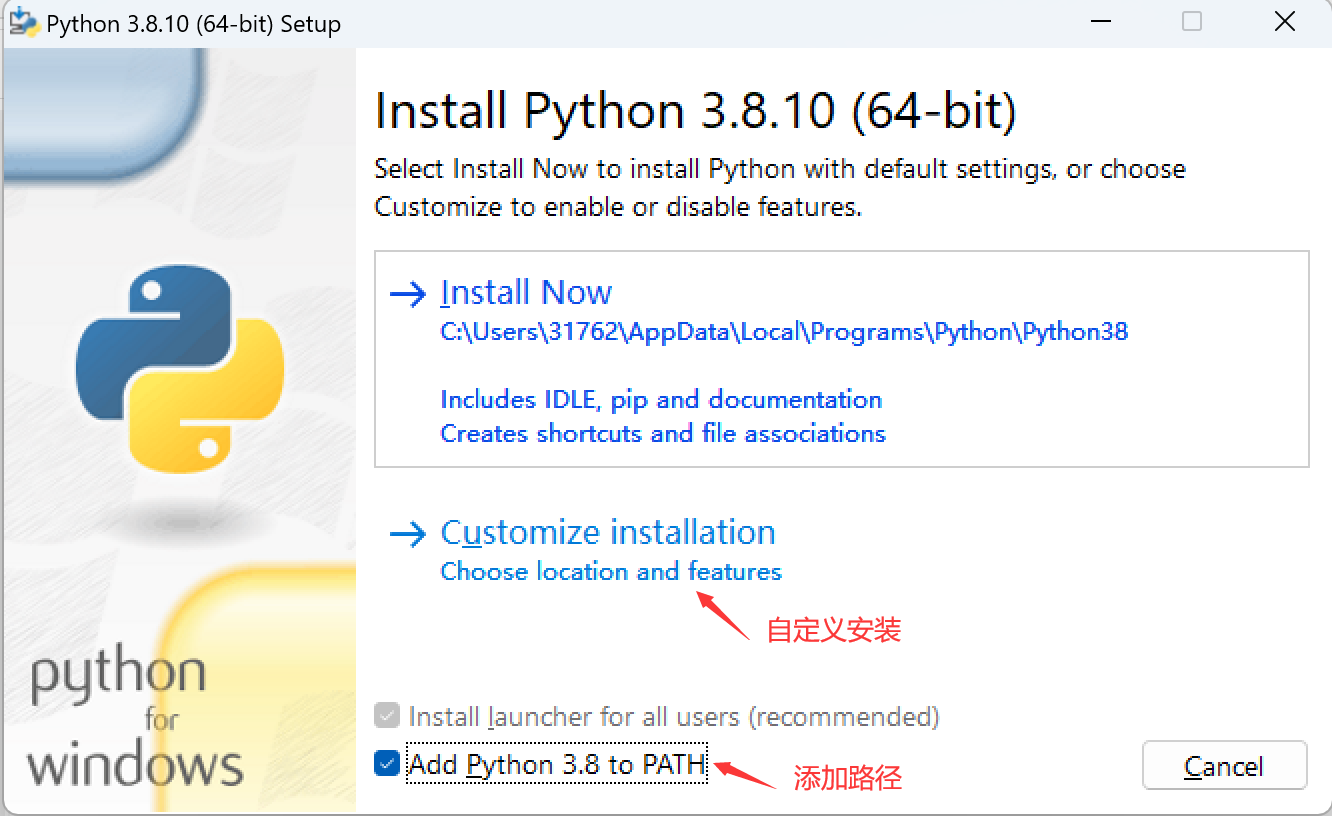 Python 3.8.10 (64-bit) Setup
Install Python 3.8.10 (64-bit)
Select Install Now to install Python with default settings, or choose
Customize to enable or disable features.
Install Now
C:\Users\31762\AppData\Local\Programs\Python\Python38
Includes IDLE, pip and documentation
Creates shortcuts and file associations
Customize installation
Choose location and features
自定义安装
python
for
windows
Install launcher for all users (recommended)
Add Python 3.8 to PATH
添加路径
Cancel